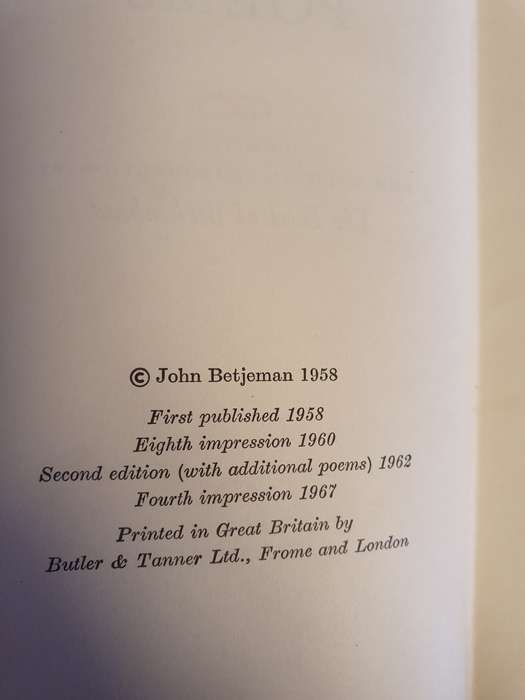 © John Betjeman 1958
First published 1958
Eighth impression 1960
Second edition (with additional poems) 1962
Fourth impression 1967
Printed in Great Britain by
Butler & Tanner Ltd., Frome and London